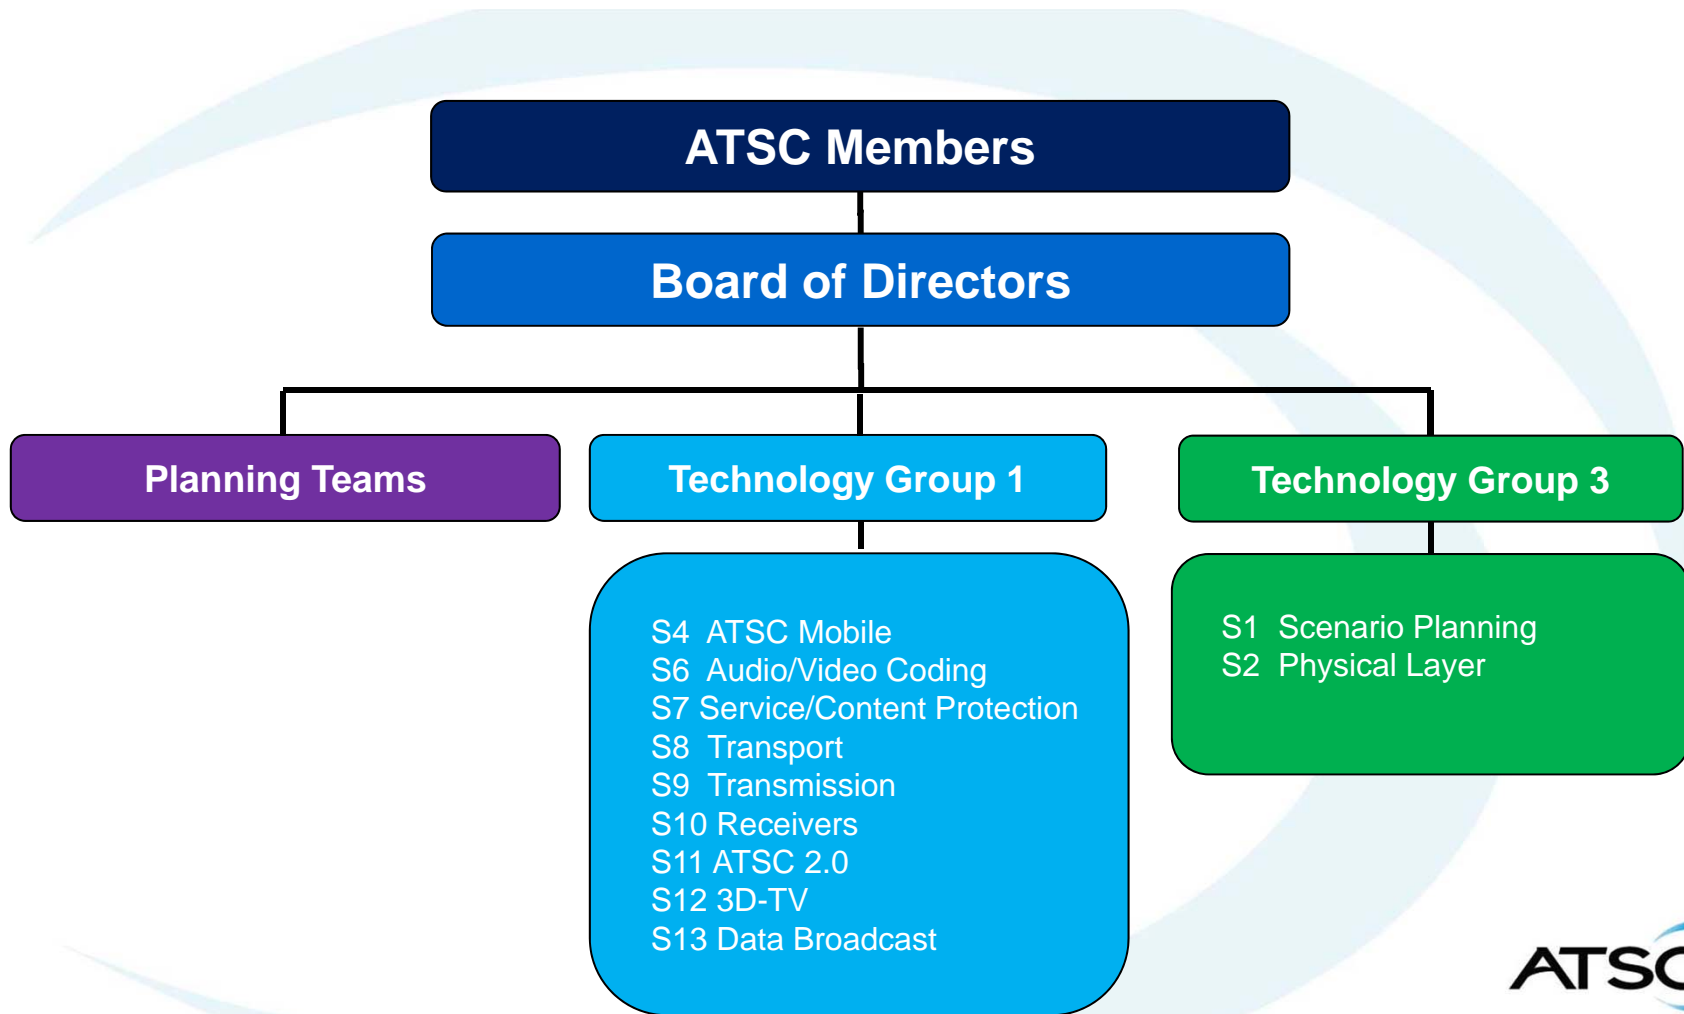 ATSC Members
Board of Directors
Planning Teams
Technology Group 1
Technology Group 3
S4 ATSC Mobile
S6 Audio/Video Coding
S7 Service/Content Protection
S8 Transport
S9 Transmission
S10 Receivers
S11 ATSC 2.0
S12 3D-TV
S13 Data Broadcast
S1 Scenario Planning
S2 Physical Layer
ATSC